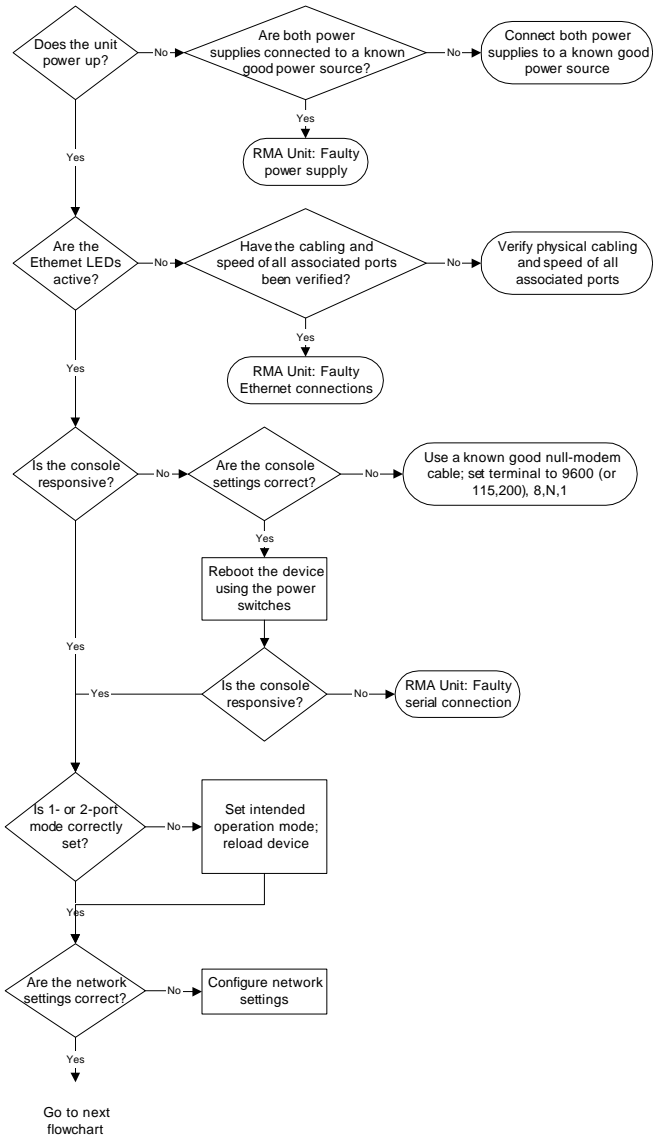 Does the unit
power up?
No
Are both power
supplies connected to a known
good power source?
No
Connect both power
supplies to a known good
power source
Yes
RMA Unit: Faulty
power supply
Yes
Are the
Ethernet LEDs
active?
No
Have the cabling and
speed of all associated ports
been verified?
No
Verify physical cabling
and speed of all
associated ports
Yes
RMA Unit: Faulty
Ethernet connections
Yes
Is the console
responsive?
No
Are the console
settings correct?
No
Use a known good null-modem
cable; set terminal to 9600 (or
115,200), 8,N,1
Yes
Reboot the device
using the power
switches
Yes
Is the console
responsive?
Yes
No
RMA Unit: Faulty
serial connection
Is 1- or 2-port
mode correctly
set?
No
Set intended
operation mode;
reload device
Yes
Are the network
settings correct?
No
Configure network
settings
Yes
Go to next
flowchart